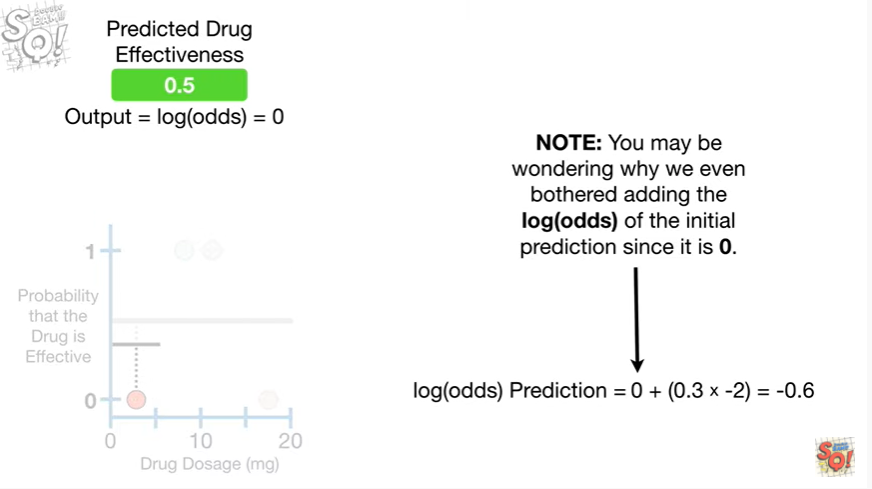 Predicted Drug
Effectiveness
0.5
Output = log(odds) = 0
NOTE: You may be
wondering why we even
bothered adding the
log(odds) of the initial
prediction since it is 0.
log(odds) Prediction = 0 + (0.3 x -2) = -0.6
1
Probability
that the
Drug is
Effective
0
0
10
20
Drug Dosage (mg)
SQ!
SQ!